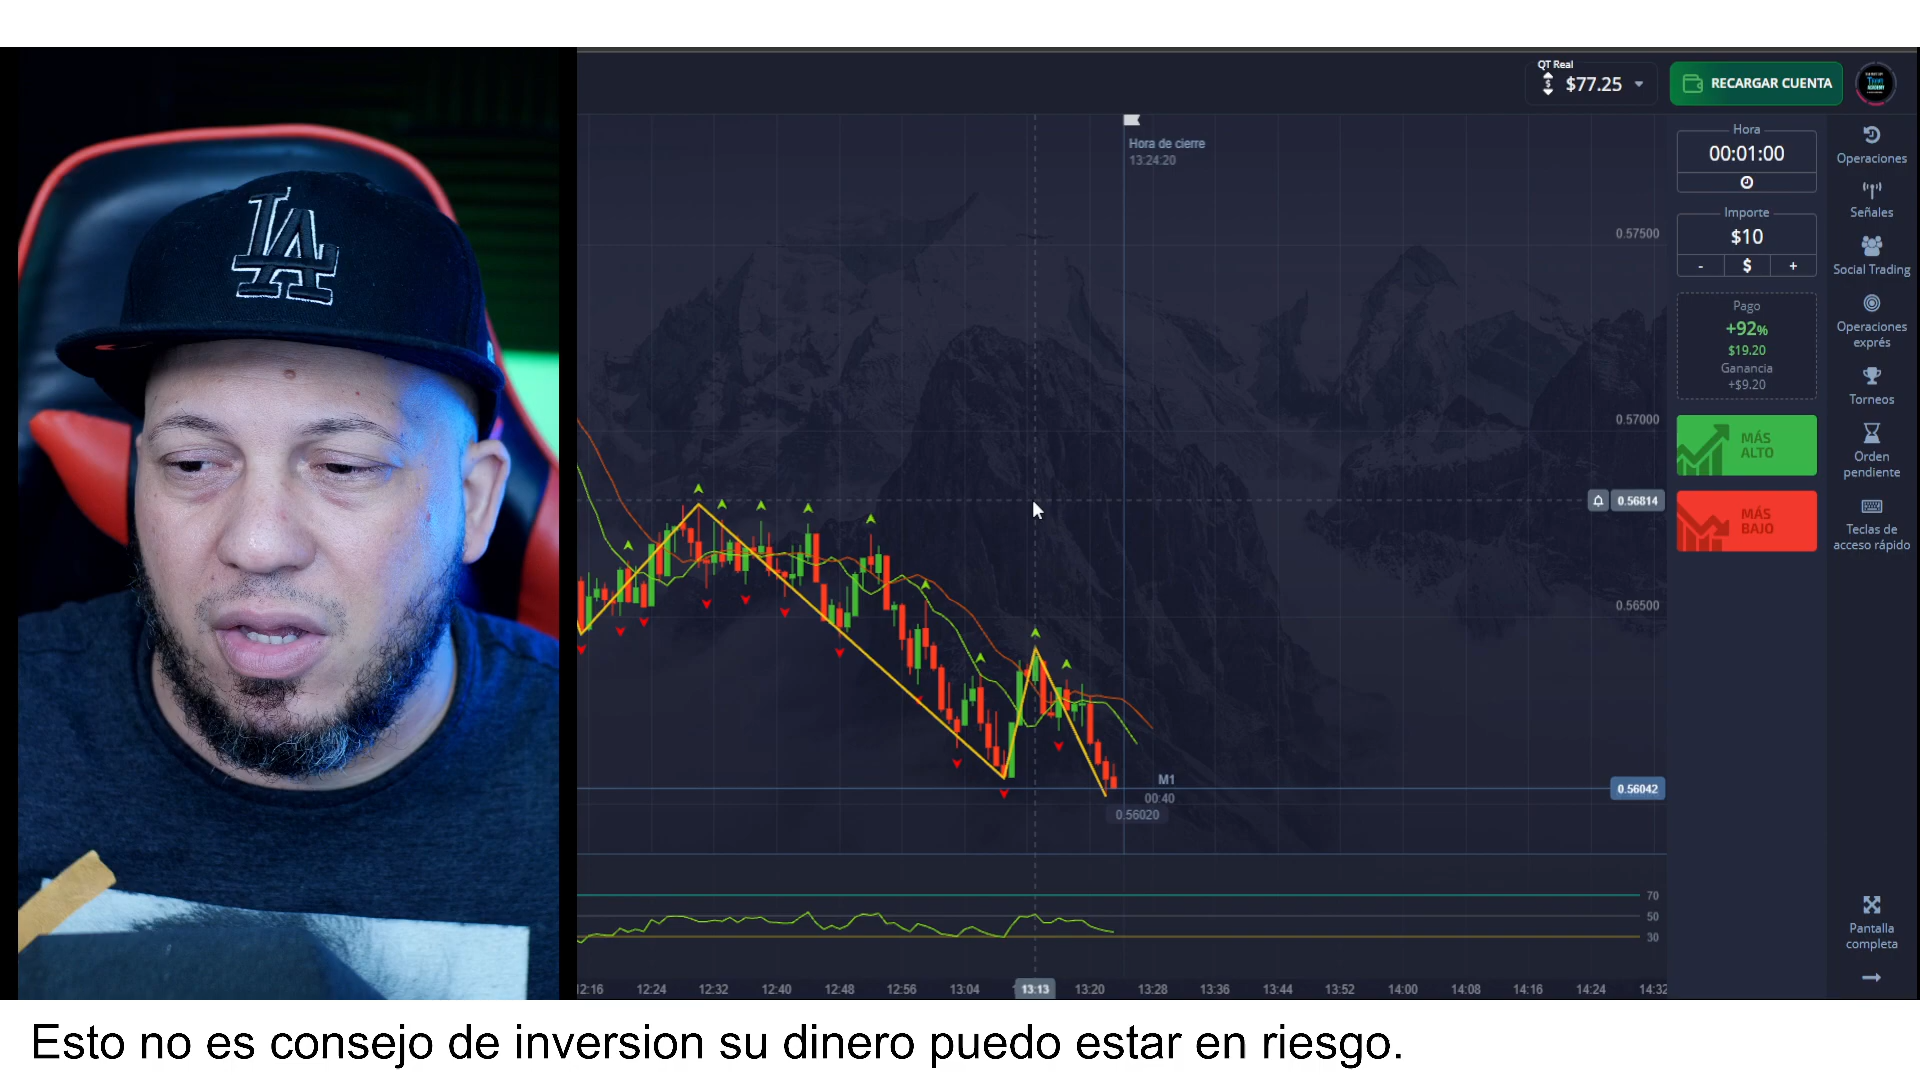 QT Real
$77.25
RECARGAR CUENTA
Hora de cierre
13:24:20
Hora
00:01:00
Importe
$10
- $ +
Pago
+92%
$19.20
Ganancia
+$9.20
MÁS
ALTO
MÁS
BAJO
Operaciones
Señales
Social Trading
Operaciones
exprés
Torneos
Orden
pendiente
Teclas de
acceso rápido
Pantalla
completa
0.57500
0.57000
0.56814
0.56500
0.56042
M1
00:40
0.56020
70
50
30
12:16 12:24 12:32 12:40 12:48 12:56 13:04 13:13 13:20 13:28 13:36 13:44 13:52 14:00 14:08 14:16 14:24 14:32
LA
Esto no es consejo de inversion su dinero puedo estar en riesgo.